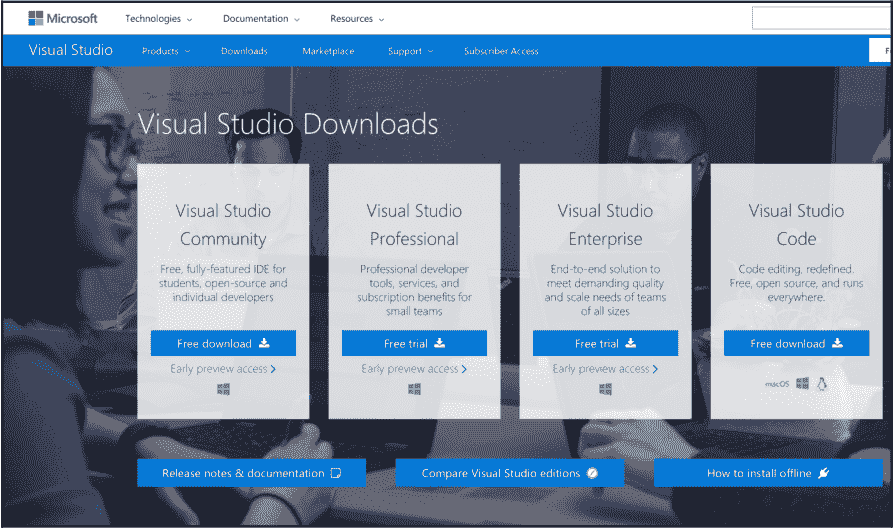 Microsoft Technologies Documentation Resources
Visual Studio Products Downloads Marketplace Support Subscriber Access
Visual Studio Downloads
Visual Studio
Community
Free, fully-featured IDE for
students, open-source and
individual developers
Free download
Early preview access
Visual Studio
Professional
Professional developer
tools, services, and
subscription benefits for
small teams
Free trial
Early preview access
Visual Studio
Enterprise
End-to-end solution to
meet demanding quality
and scale needs of teams
of all sizes
Free trial
Early preview access
Visual Studio
Code
Code editing, redefined.
Free, open source, and runs
everywhere.
Free download
macOS
Release notes & documentation
Compare Visual Studio editions
How to install offline